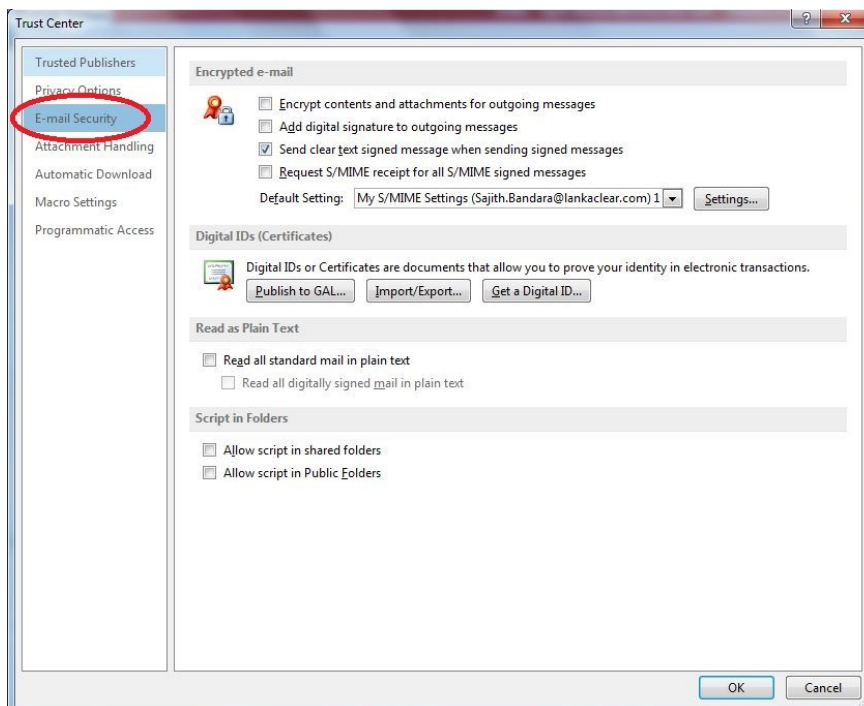 Trust Center
Trusted Publishers
Privacy Options
E-mail Security
Attachment Handling
Automatic Download
Macro Settings
Programmatic Access
Encrypted e-mail
Encrypt contents and attachments for outgoing messages
Add digital signature to outgoing messages
Send clear text signed message when sending signed messages
Request S/MIME receipt for all S/MIME signed messages
Default Setting: My S/MIME Settings (Sajith.Bandara@lankaclear.com) 1 Settings...
Digital IDs (Certificates)
Digital IDs or Certificates are documents that allow you to prove your identity in electronic transactions.
Publish to GAL... Import/Export... Get a Digital ID...
Read as Plain Text
Read all standard mail in plain text
Read all digitally signed mail in plain text
Script in Folders
Allow script in shared folders
Allow script in Public Folders
OK Cancel